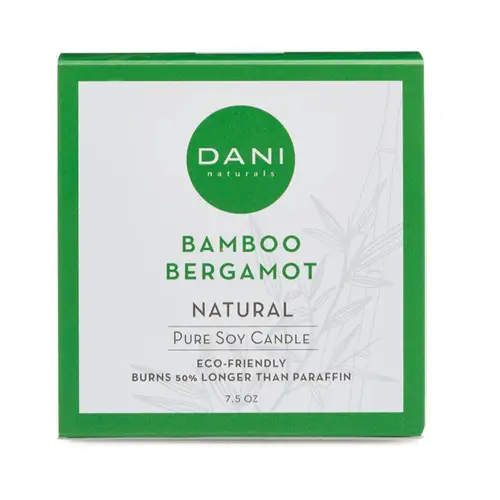 DANI
naturals
BAMBOO
BERGAMOT
NATURAL
PURE SOY CANDLE
ECO-FRIENDLY
BURNS 50% LONGER THAN PARAFFIN
7.5 OZ